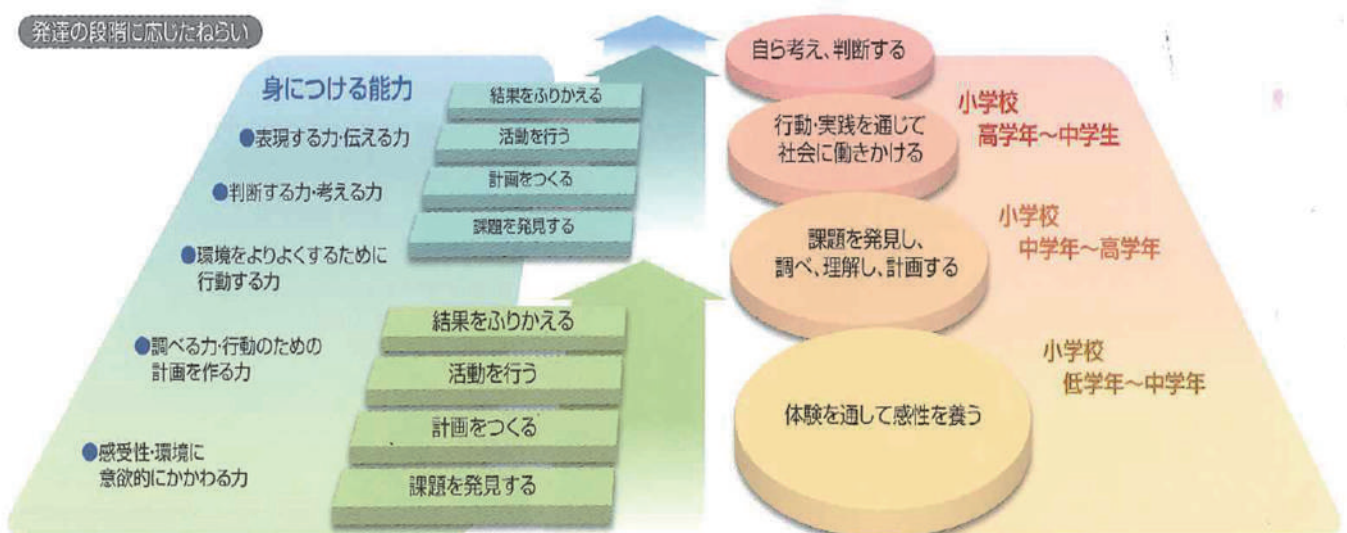 発達の段階に応じたねらい
身につける能力
●表現する力・伝える力
●判断する力・考える力
●環境をよりよくするために
行動する力
●調べる力・行動のための
計画を作る力
●感受性・環境に
意欲的にかかわる力
結果をふりかえる
活動を行う
計画をつくる
課題を発見する
結果をふりかえる
活動を行う
計画をつくる
課題を発見する
自ら考え、判断する
行動・実践を通じて
社会に働きかける
課題を発見し、
調べ、理解し、計画する
体験を通して感性を養う
小学校
高学年～中学生
小学校
中学年～高学年
小学校
低学年～中学年